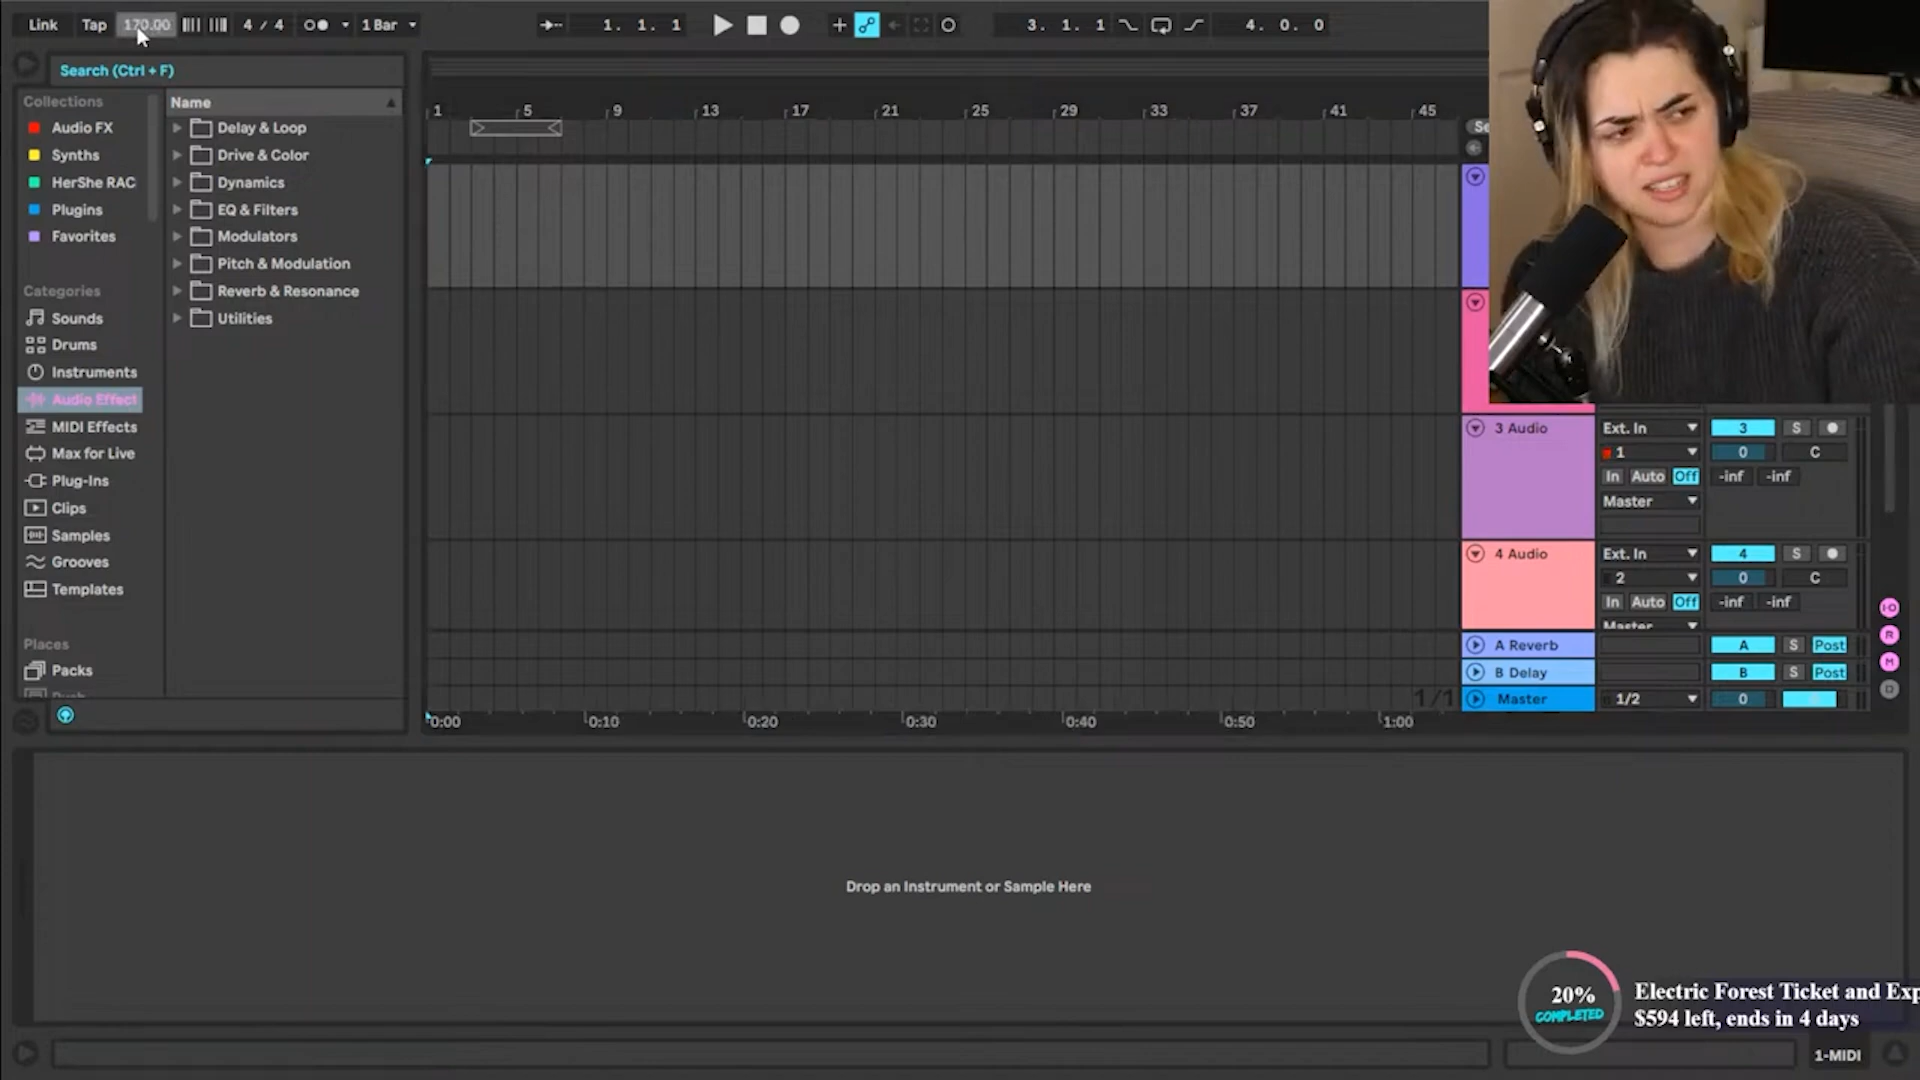 Link Tap 170.00 4 / 4 1 Bar 1. 1. 1 3. 1. 1 4. 0. 0
Search (Ctrl + F)
Collections
Audio FX
Synths
HerShe RAC
Plugins
Favorites
Categories
Sounds
Drums
Instruments
Audio Effect
MIDI Effects
Max for Live
Plug-Ins
Clips
Samples
Grooves
Templates
Places
Packs
Name
Delay & Loop
Drive & Color
Dynamics
EQ & Filters
Modulators
Pitch & Modulation
Reverb & Resonance
Utilities
1 5 9 13 17 21 25 29 33 37 41 45
Se
3 Audio Ext. In 3 S
1 0 C
In Auto Off -inf -inf
Master
4 Audio Ext. In 4 S
2 0 C
In Auto Off -inf -inf
Master
A Reverb A S Post
B Delay B S Post
1/1 Master 1/2 0
0:00 0:10 0:20 0:30 0:40 0:50 1:00
I-O
R
M
D
Drop an Instrument or Sample Here
20%
COMPLETED
Electric Forest Ticket and Exp
$594 left, ends in 4 days
1-MIDI